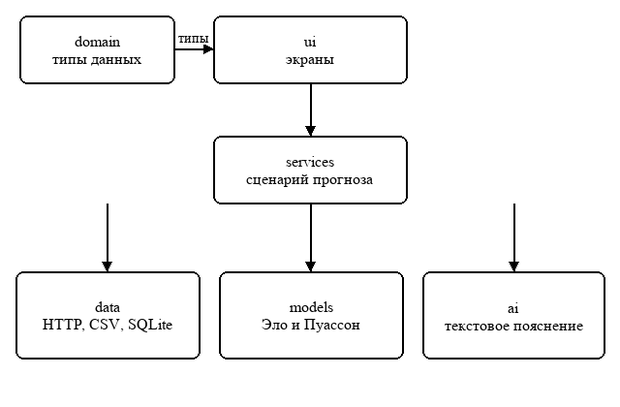 domain
типы данных
типы
ui
экраны
services
сценарий прогноза
data
HTTP, CSV, SQLite
models
Эло и Пуассон
ai
текстовое пояснение